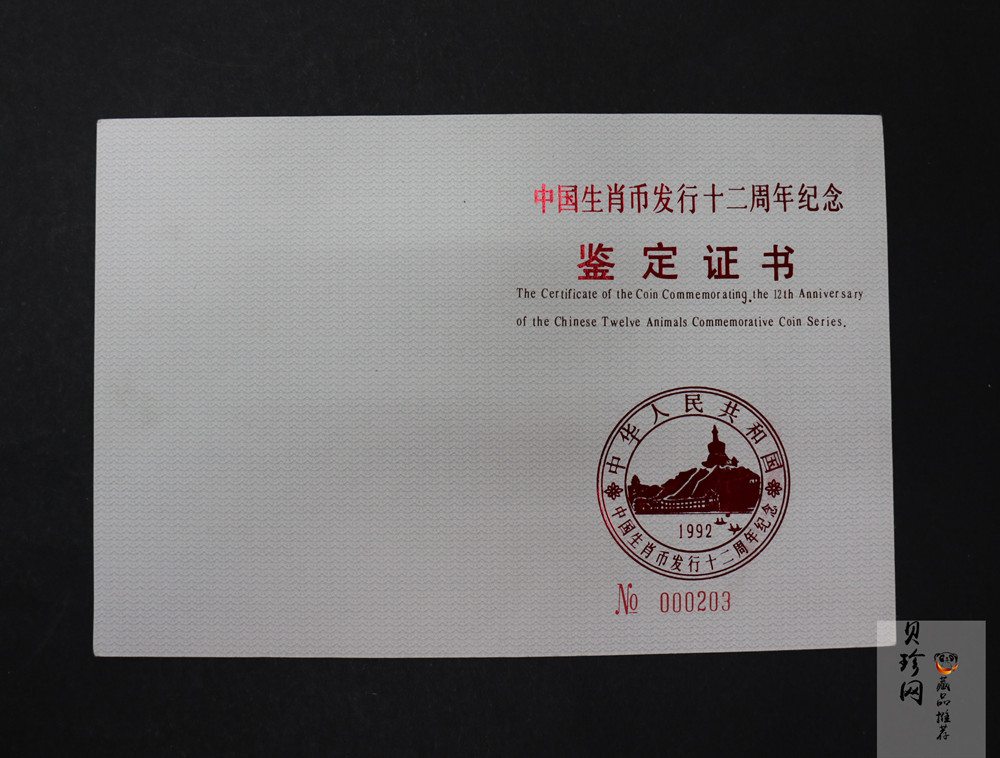 中国生肖币发行十二周年纪念
鉴定证书
The Certificate of the Coin Commemorating.the 12th Anniversary
of the Chinese Twelve Animals Commemorative Coin Series.
中华人民共和国
1992
中国生肖币发行十二周年纪念
№ 000203
贝珍网
藏品推荐